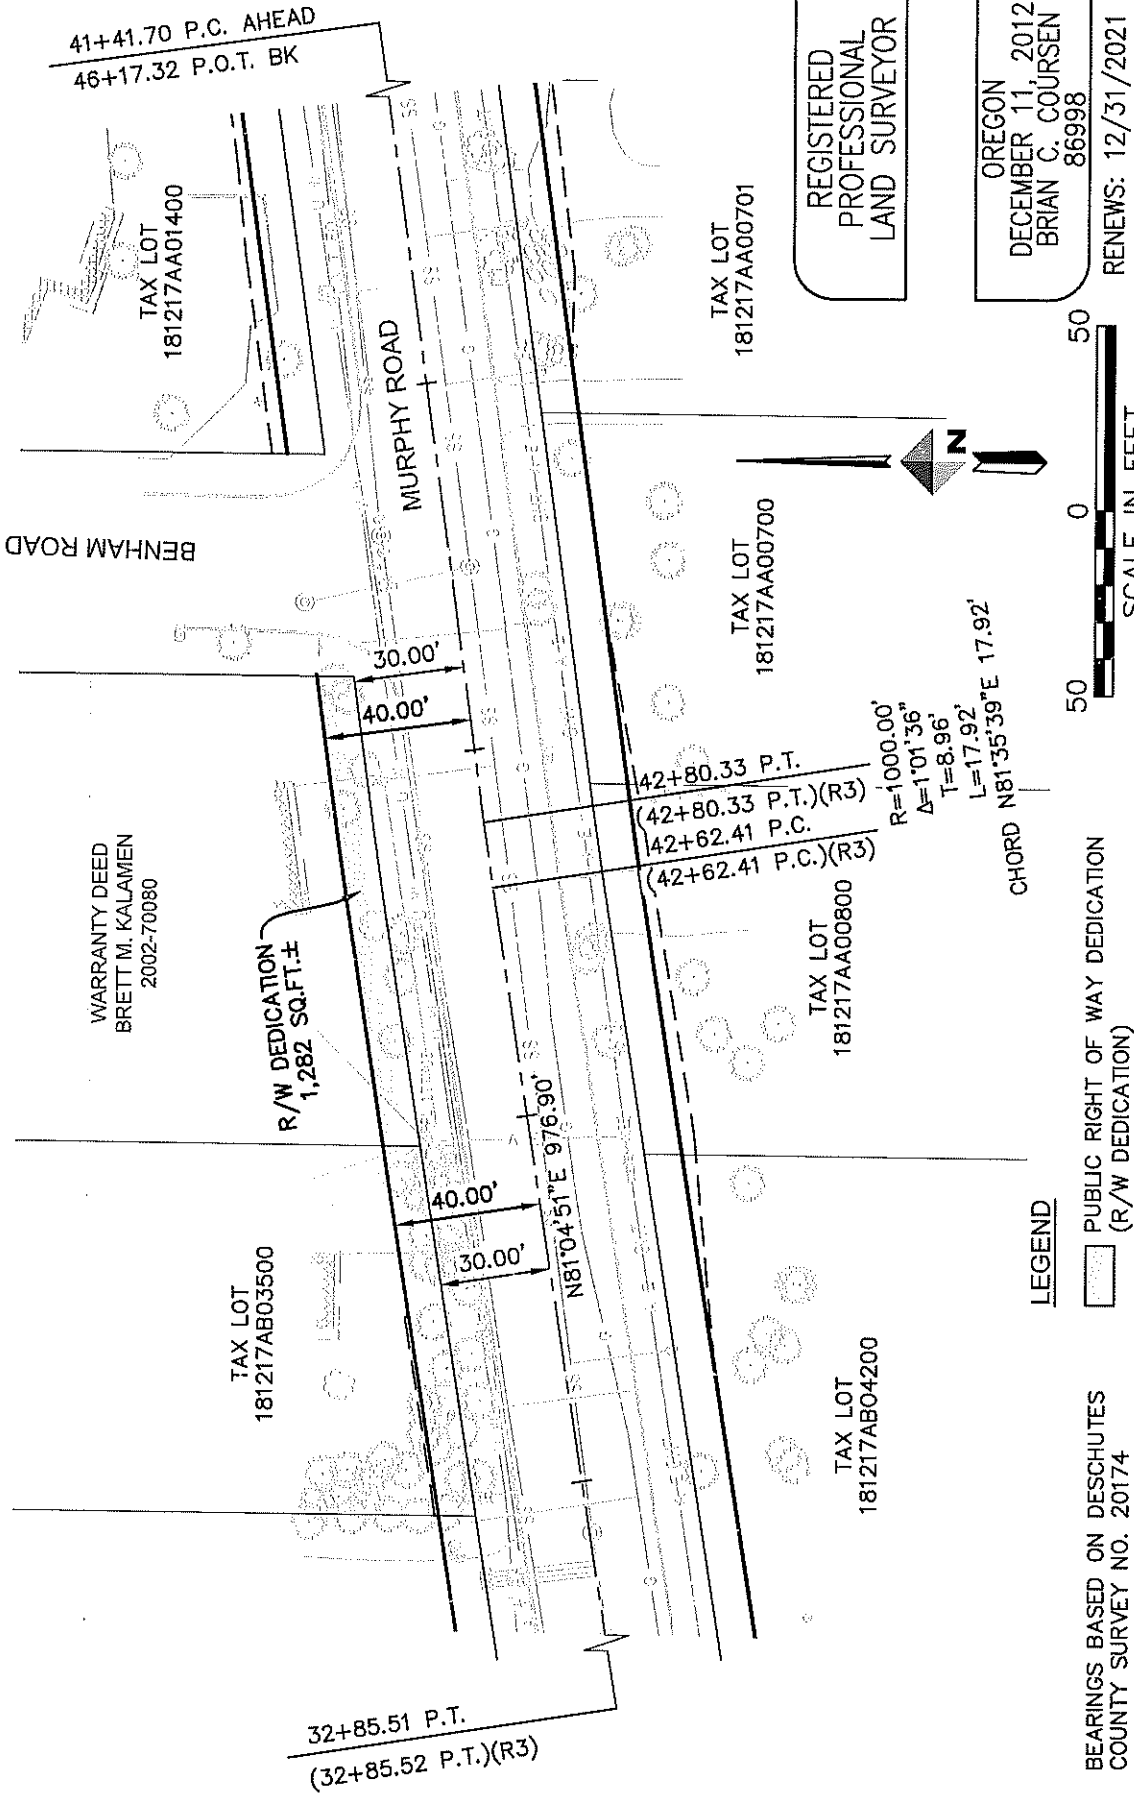 41+41.70 P.C. AHEAD
46+17.32 P.O.T. BK
TAX LOT
181217AA01400
BENHAM ROAD
MURPHY ROAD
WARRANTY DEED
BRETT M. KALAMEN
2002-70080
R/W DEDICATION
1,282 SQ.FT.±
30.00'
40.00'
TAX LOT
181217AB03500
40.00'
30.00'
N81°04'51"E 976.90'
32+85.51 P.T.
(32+85.52 P.T.)(R3)
42+80.33 P.T.
(42+80.33 P.T.)(R3)
42+62.41 P.C.
(42+62.41 P.C.)(R3)
R=1000.00'
Δ=1°01'36"
T=8.96'
L=17.92'
CHORD N81°35'39"E 17.92'
TAX LOT
181217AA00701
TAX LOT
181217AA00700
TAX LOT
181217AA00800
TAX LOT
181217AB04200
N
REGISTERED
PROFESSIONAL
LAND SURVEYOR
OREGON
DECEMBER 11, 2012
BRIAN C. COURSEN
86998
RENEWS: 12/31/2021
50 0 50
SCALE IN FEET
LEGEND
PUBLIC RIGHT OF WAY DEDICATION
(R/W DEDICATION)
BEARINGS BASED ON DESCHUTES
COUNTY SURVEY NO. 20174